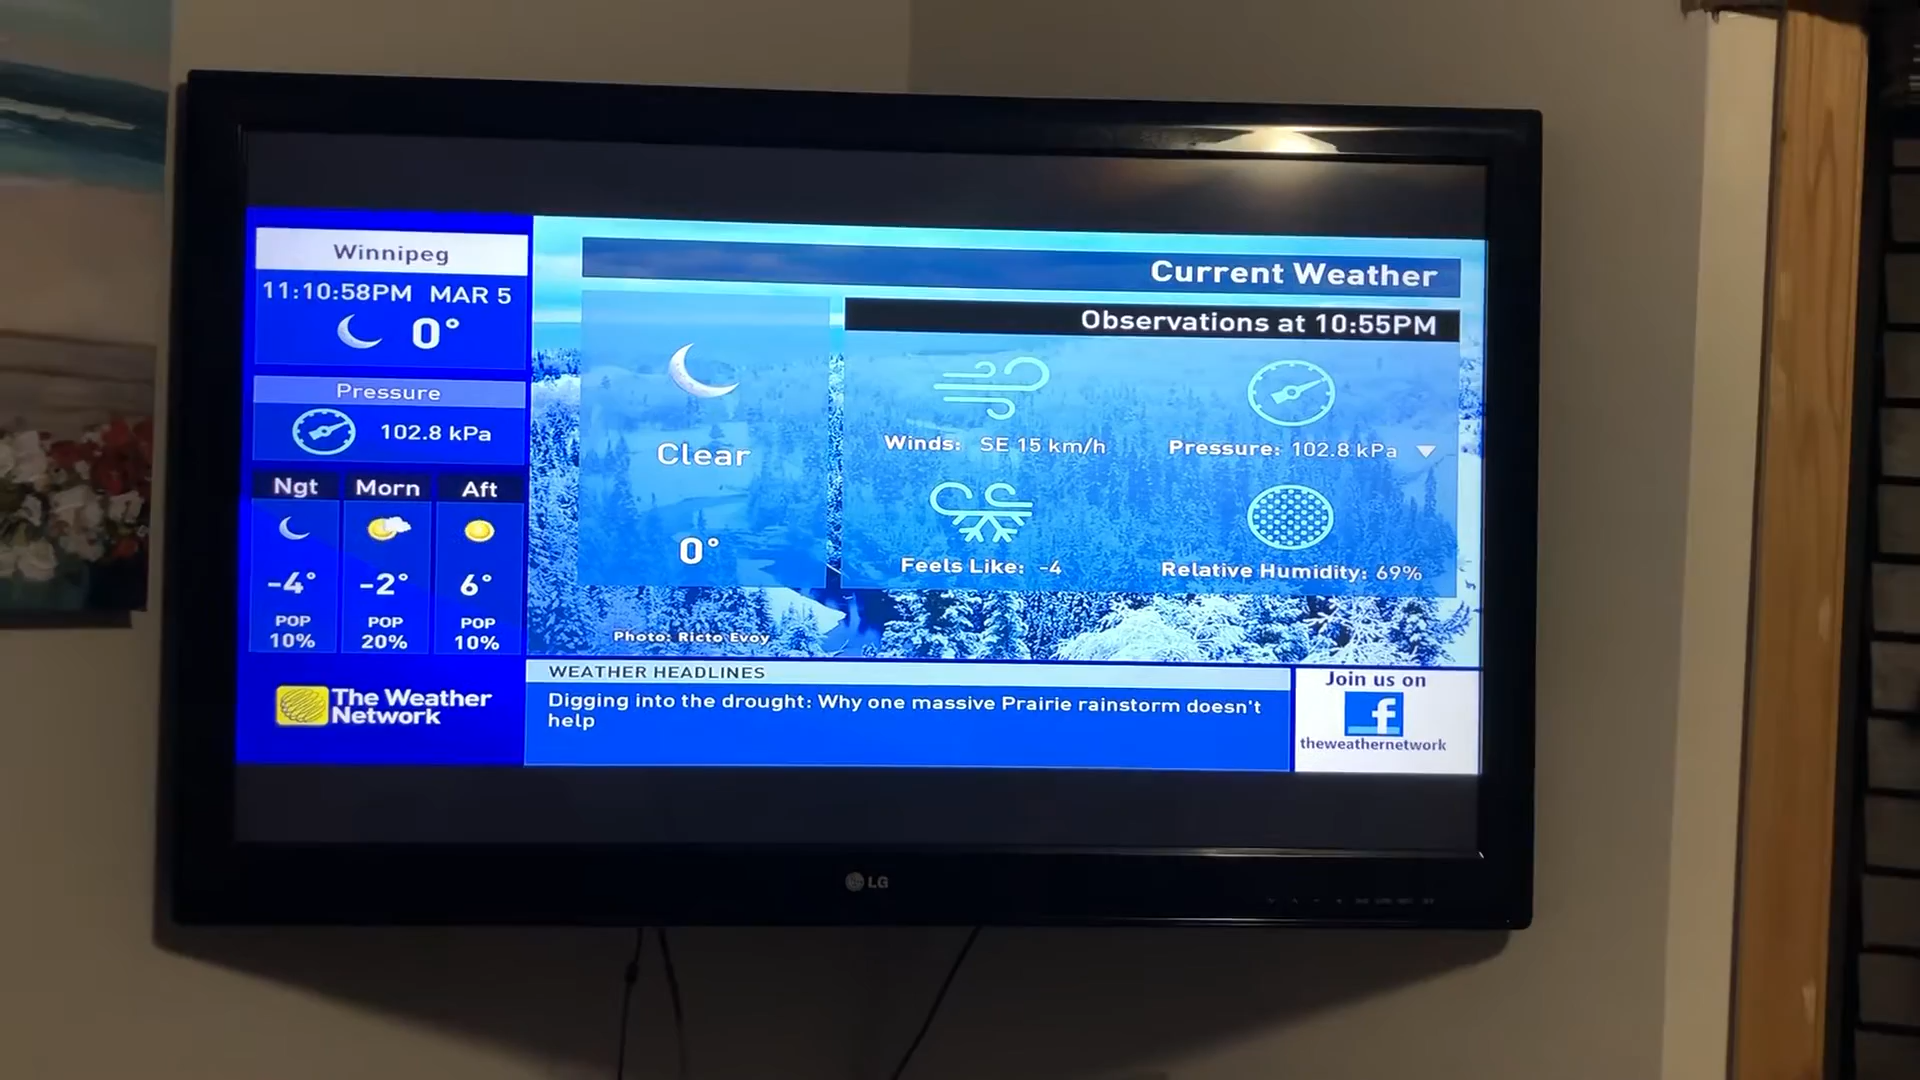 Winnipeg
11:10:58PM MAR 5
0°
Pressure
102.8 kPa
Ngt Morn Aft
-4° -2° 6°
POP POP POP
10% 20% 10%
The Weather
Network
Current Weather
Observations at 10:55PM
Clear
0°
Winds: SE 15 km/h
Pressure: 102.8 kPa
Feels Like: -4
Relative Humidity: 69%
Photo: Ricto Evoy
WEATHER HEADLINES
Digging into the drought: Why one massive Prairie rainstorm doesn't
help
Join us on
f
theweathernetwork
LG